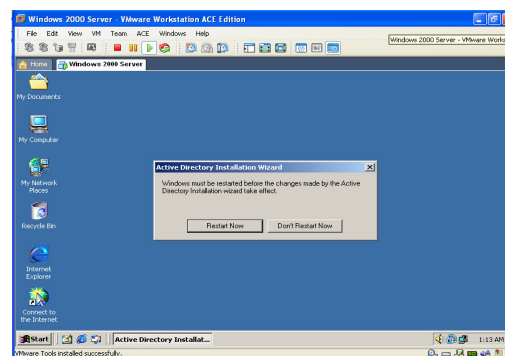 Windows 2000 Server - VMware Workstation ACE Edition
File Edit View VM Team ACE Windows Help
Windows 2000 Server - VMware Works
Home Windows 2000 Server
My Documents
My Computer
My Network
Places
Recycle Bin
Internet
Explorer
Connect to
the Internet
Active Directory Installation Wizard
Windows must be restarted before the changes made by the Active
Directory Installation wizard take effect.
Restart Now Don't Restart Now
Start Active Directory Installat... 1:13 AM
VMware Tools installed successfully.